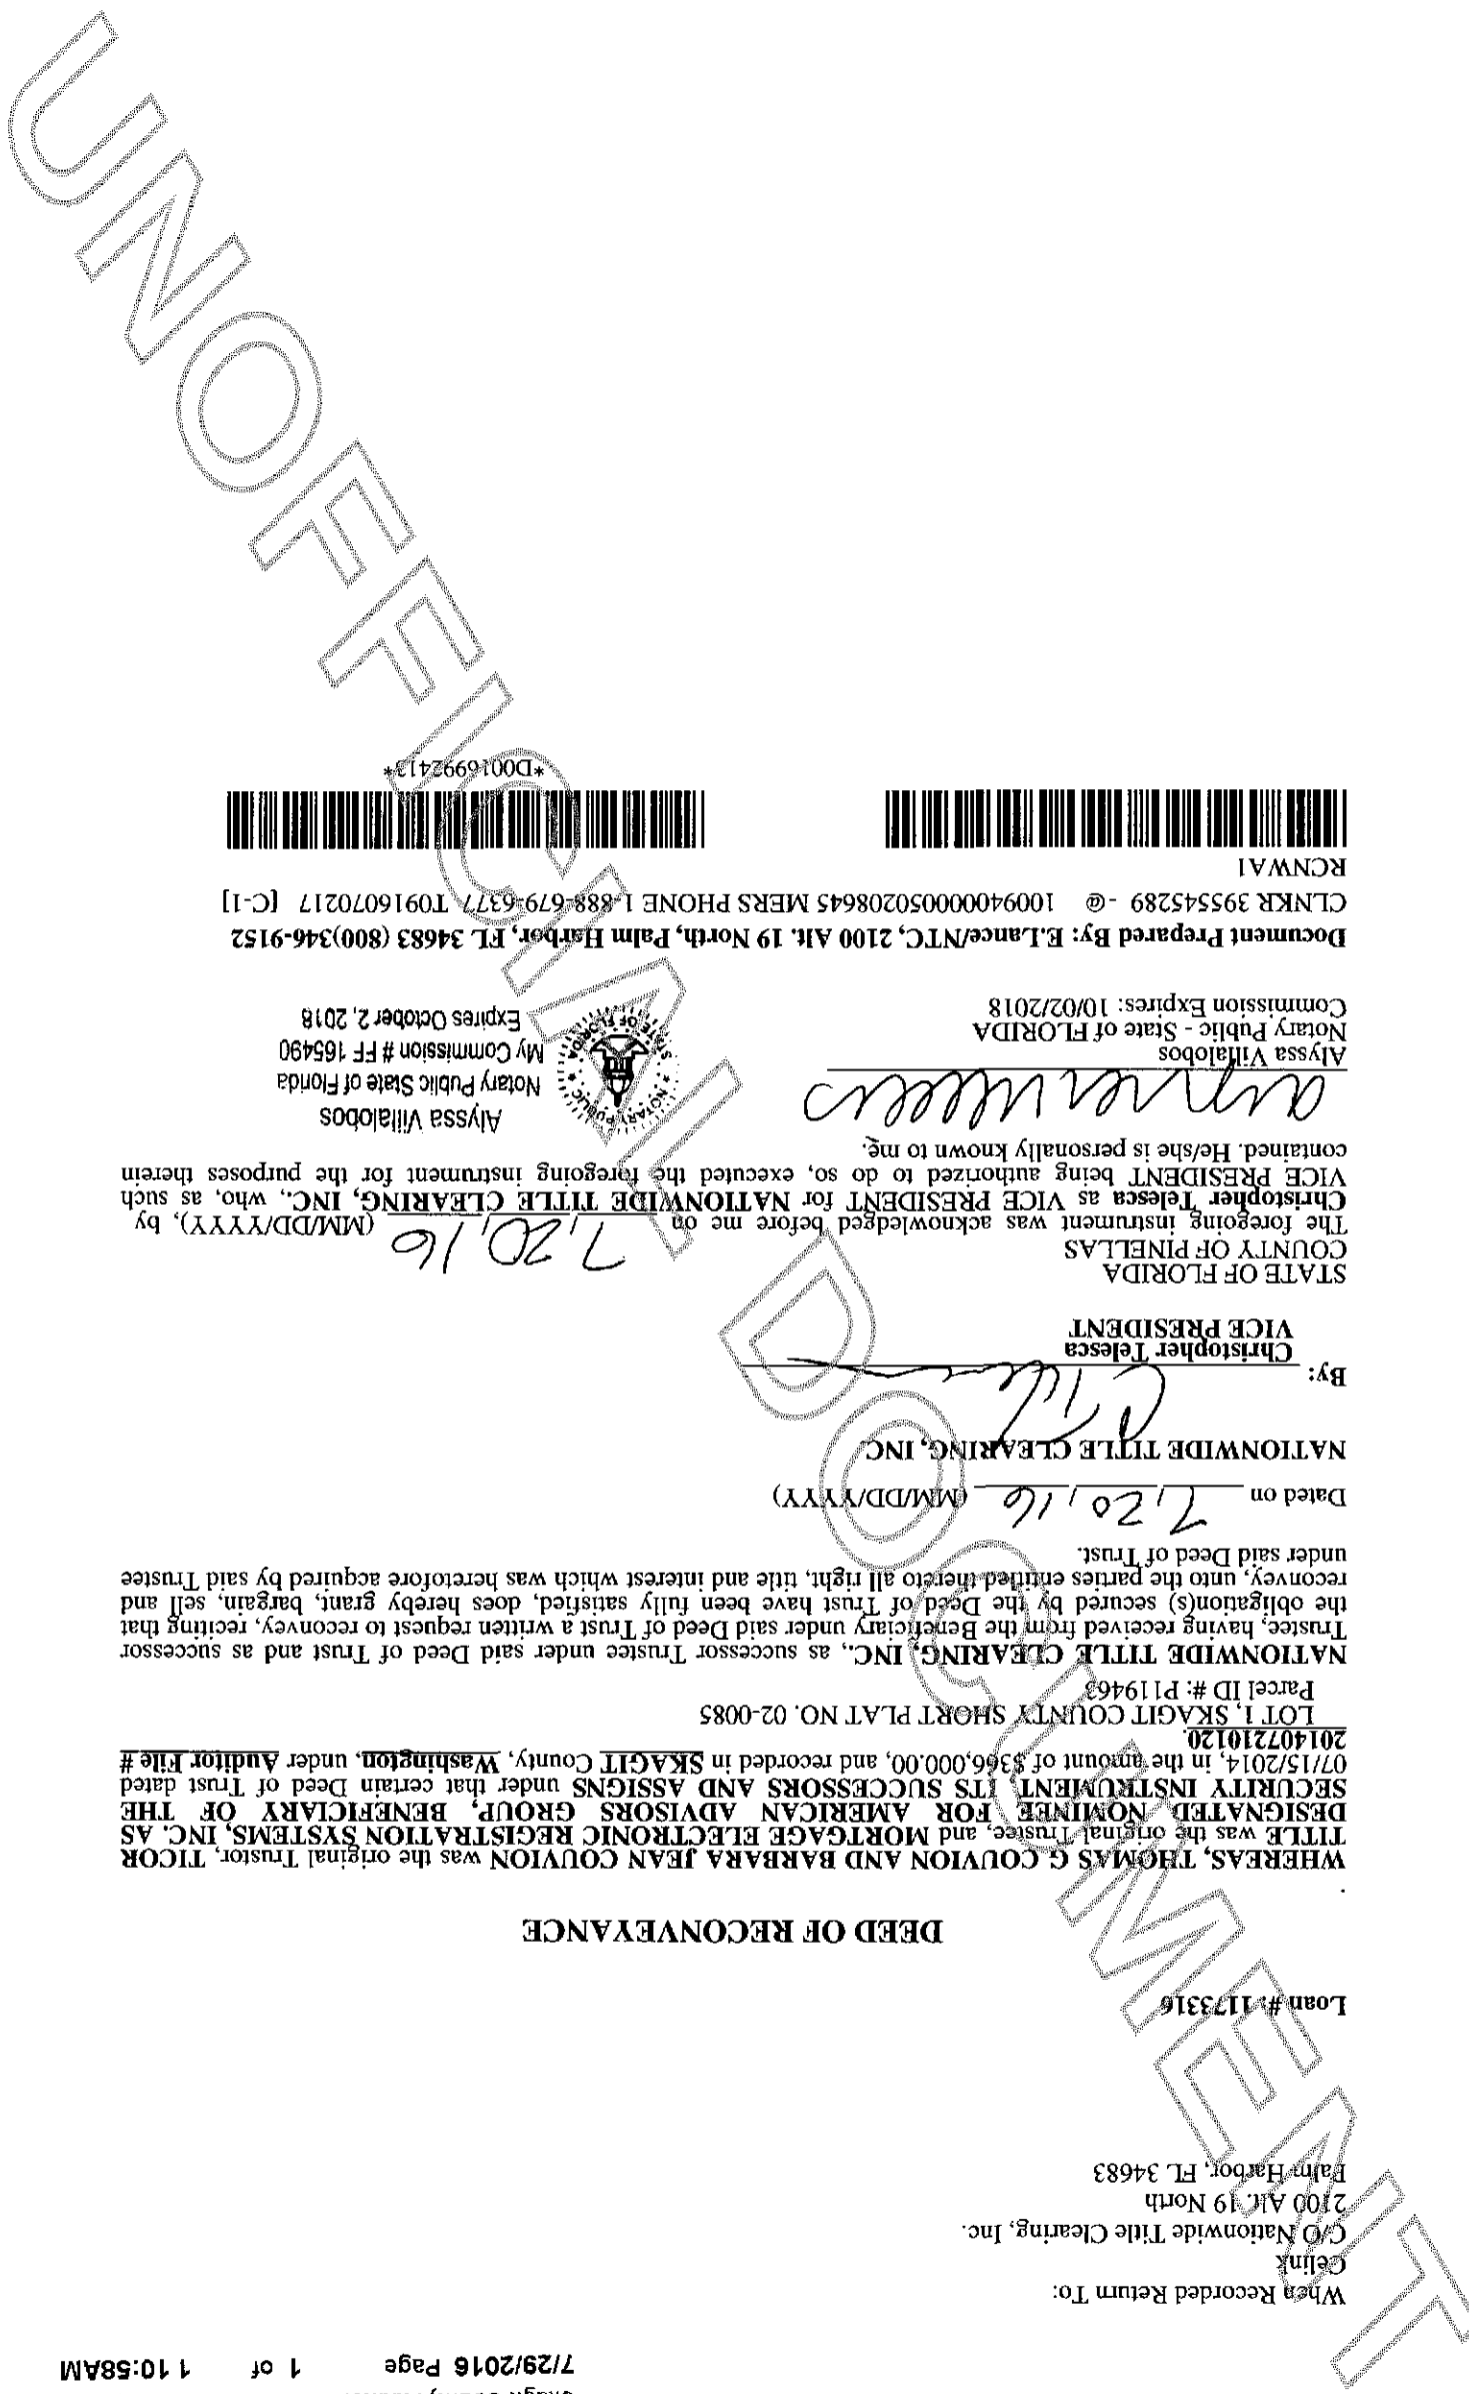 7/29/2016 Page 1 of 1 10:58AM
When Recorded Return To:
Celink
C/O Nationwide Title Clearing, Inc.
2100 Alt. 19 North
Palm Harbor, FL 34683
Loan #: 1173316
DEED OF RECONVEYANCE
WHEREAS, THOMAS G COUVION AND BARBARA JEAN COUVION was the original Trustor, TICOR
TITLE was the original Trustee, and MORTGAGE ELECTRONIC REGISTRATION SYSTEMS, INC. AS
DESIGNATED NOMINEE FOR AMERICAN ADVISORS GROUP, BENEFICIARY OF THE
SECURITY INSTRUMENT, ITS SUCCESSORS AND ASSIGNS under that certain Deed of Trust dated
07/15/2014, in the amount of $366,000.00, and recorded in SKAGIT County, Washington, under Auditor File #
201407210120.
LOT 1, SKAGIT COUNTY SHORT PLAT NO. 02-0085
Parcel ID #: P119463
NATIONWIDE TITLE CLEARING, INC., as successor Trustee under said Deed of Trust and as successor
Trustee, having received from the Beneficiary under said Deed of Trust a written request to reconvey, reciting that
the obligation(s) secured by the Deed of Trust have been fully satisfied, does hereby grant, bargain, sell and
reconvey, unto the parties entitled thereto all right, title and interest which was heretofore acquired by said Trustee
under said Deed of Trust.
Dated on 7/20/16 (MM/DD/YYYY)
NATIONWIDE TITLE CLEARING, INC
By:
Christopher Telesca
VICE PRESIDENT
STATE OF FLORIDA
COUNTY OF PINELLAS
The foregoing instrument was acknowledged before me on 7/20/16 (MM/DD/YYYY), by
Christopher Telesca as VICE PRESIDENT for NATIONWIDE TITLE CLEARING, INC., who, as such
VICE PRESIDENT being authorized to do so, executed the foregoing instrument for the purposes therein
contained. He/she is personally known to me.
Alyssa Villalobos
Notary Public - State of FLORIDA
Commission Expires: 10/02/2018
NOTARY PUBLIC
STATE OF FLORIDA
Alyssa Villalobos
Notary Public State of Florida
My Commission # FF 165490
Expires October 2, 2018
Document Prepared By: E.Lance/NTC, 2100 Alt. 19 North, Palm Harbor, FL 34683 (800)346-9152
CLNKR 395545289 -@ 100940000050208645 MERS PHONE 1-888-679-6377 T0916070217 [C-1]
RCNWA1
*D0016992413*
UNOFFICIAL DOCUMENT